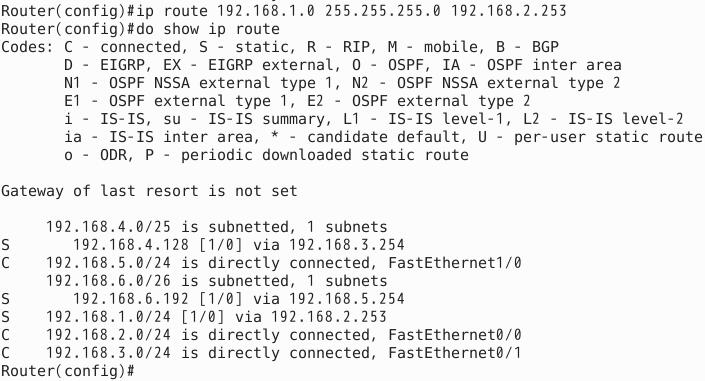 Router(config)#ip route 192.168.1.0 255.255.255.0 192.168.2.253
Router(config)#do show ip route
Codes: C - connected, S - static, R - RIP, M - mobile, B - BGP
       D - EIGRP, EX - EIGRP external, O - OSPF, IA - OSPF inter area
       N1 - OSPF NSSA external type 1, N2 - OSPF NSSA external type 2
       E1 - OSPF external type 1, E2 - OSPF external type 2
       i - IS-IS, su - IS-IS summary, L1 - IS-IS level-1, L2 - IS-IS level-2
       ia - IS-IS inter area, * - candidate default, U - per-user static route
       o - ODR, P - periodic downloaded static route

Gateway of last resort is not set

     192.168.4.0/25 is subnetted, 1 subnets
S       192.168.4.128 [1/0] via 192.168.3.254
C    192.168.5.0/24 is directly connected, FastEthernet1/0
     192.168.6.0/26 is subnetted, 1 subnets
S       192.168.6.192 [1/0] via 192.168.5.254
S    192.168.1.0/24 [1/0] via 192.168.2.253
C    192.168.2.0/24 is directly connected, FastEthernet0/0
C    192.168.3.0/24 is directly connected, FastEthernet0/1
Router(config)#